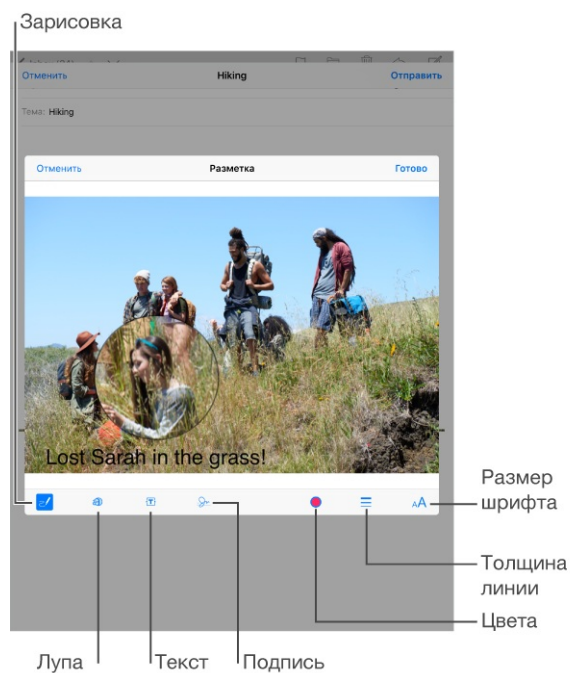 Зарисовка
Отменить
Hiking
Отправить
Тема: Hiking
Отменить
Разметка
Готово
Lost Sarah in the grass!
T
AA
Размер
шрифта
Толщина
линии
Цвета
Лупа
Текст
Подпись